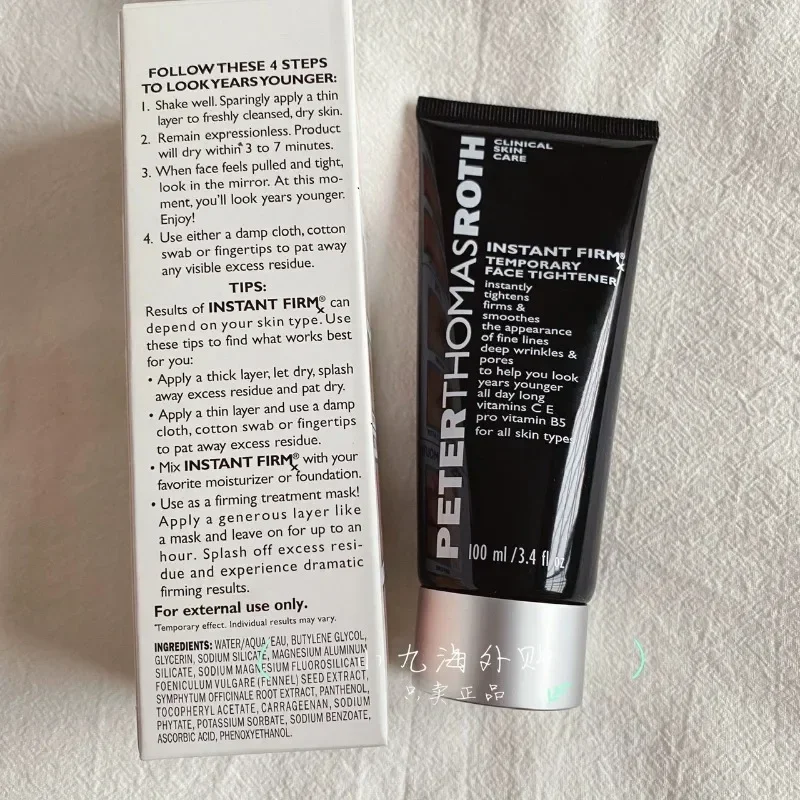 FOLLOW THESE 4 STEPS
TO LOOK YEARS YOUNGER:
1. Shake well. Sparingly apply a thin
layer to freshly cleansed, dry skin.
2. Remain expressionless. Product
will dry within* 3 to 7 minutes.
3. When face feels pulled and tight,
look in the mirror. At this mo-
ment, you'll look years younger.
Enjoy!
4. Use either a damp cloth, cotton
swab or fingertips to pat away
any visible excess residue.
TIPS:
Results of INSTANT FIRMx® can
depend on your skin type. Use
these tips to find what works best
for you:
• Apply a thick layer, let dry, splash
away excess residue and pat dry.
• Apply a thin layer and use a damp
cloth, cotton swab or fingertips
to pat away excess residue.
• Mix INSTANT FIRMx® with your
favorite moisturizer or foundation.
• Use as a firming treatment mask!
Apply a generous layer like
a mask and leave on for up to an
hour. Splash off excess resi-
due and experience dramatic
firming results.
For external use only.
*Temporary effect. Individual results may vary.
INGREDIENTS: WATER/AQUA/EAU, BUTYLENE GLYCOL,
GLYCERIN, SODIUM SILICATE, MAGNESIUM ALUMINUM
SILICATE, SODIUM MAGNESIUM FLUOROSILICATE,
FOENICULUM VULGARE (FENNEL) SEED EXTRACT,
SYMPHYTUM OFFICINALE ROOT EXTRACT, PANTHENOL,
TOCOPHERYL ACETATE, CARRAGEENAN, SODIUM
PHYTATE, POTASSIUM SORBATE, SODIUM BENZOATE,
ASCORBIC ACID, PHENOXYETHANOL.
PETERTHOMASROTH
CLINICAL
SKIN
CARE
INSTANT FIRMx®
TEMPORARY
FACE TIGHTENER
instantly
tightens
firms &
smoothes
the appearance
of fine lines
deep wrinkles &
pores
to help you look
years younger
all day long
vitamins C E
pro vitamin B5
for all skin types
100 ml / 3.4 fl oz
九海外购
只卖正品